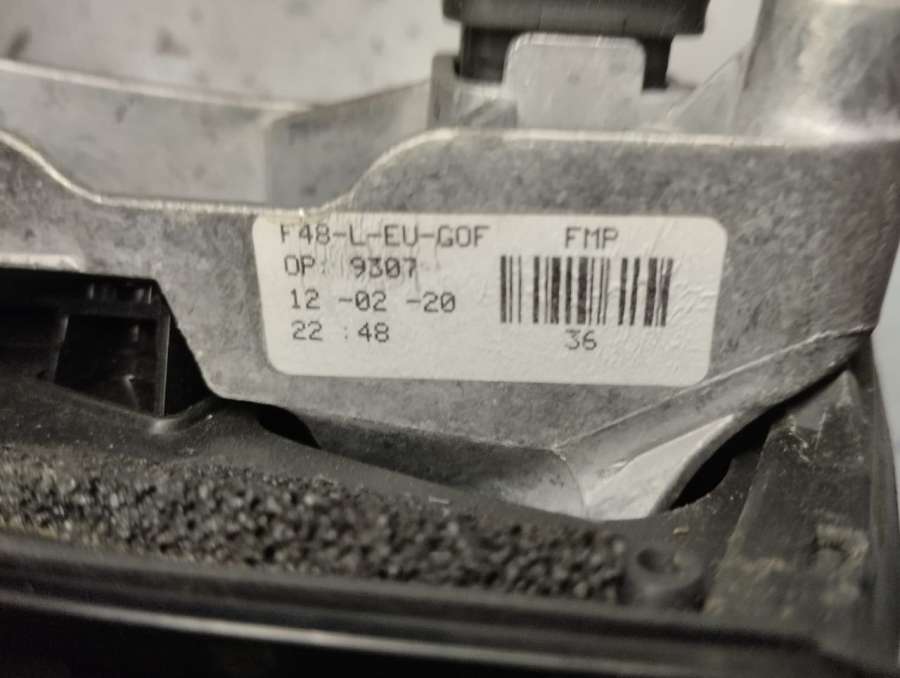 F48-L-EU-GOF
FMP
OP: 9307
12 -02 -20
22 :48
36